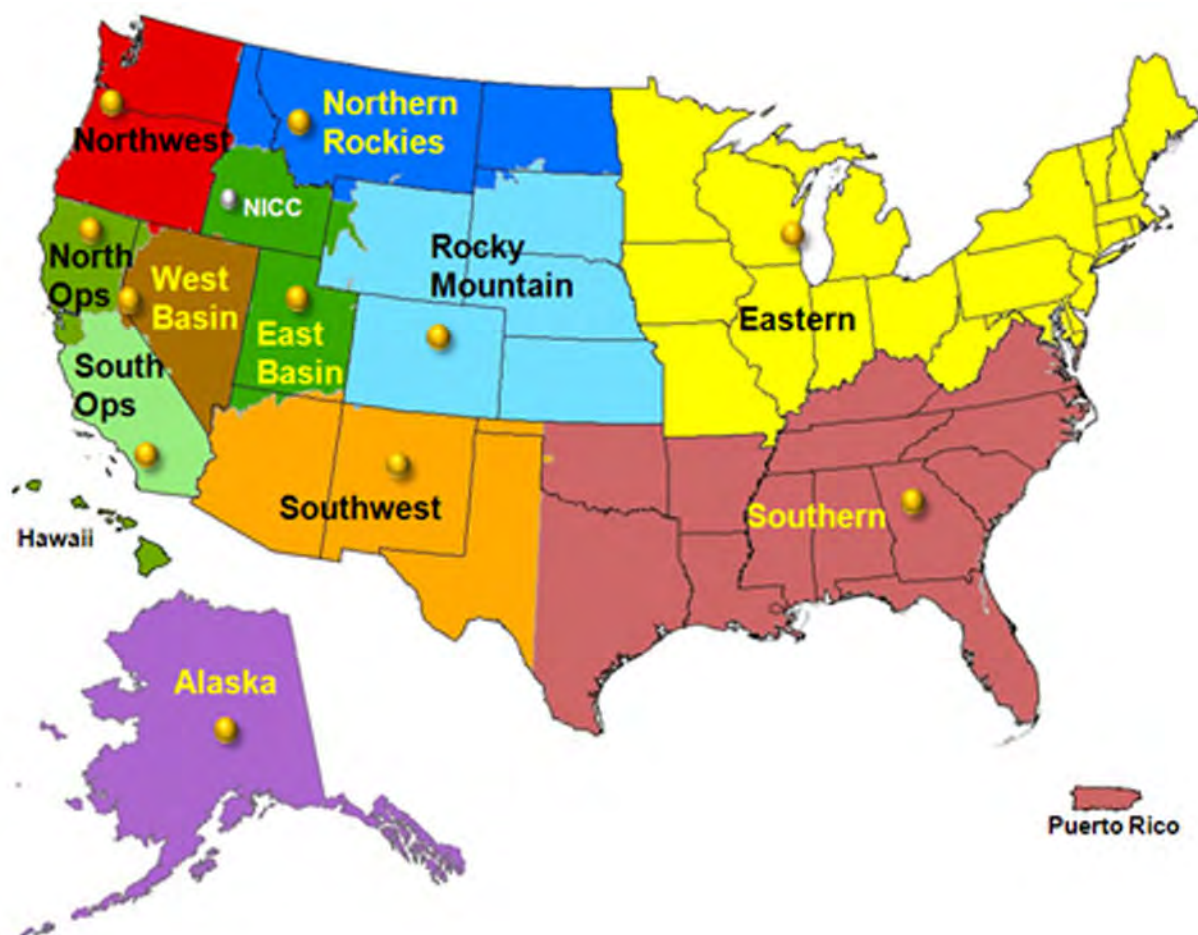 Northern
Rockies
Northwest
NICC
North
Ops
West
Basin
Rocky
Mountain
East
Basin
Eastern
South
Ops
Southwest
Southern
Hawaii
Alaska
Puerto Rico